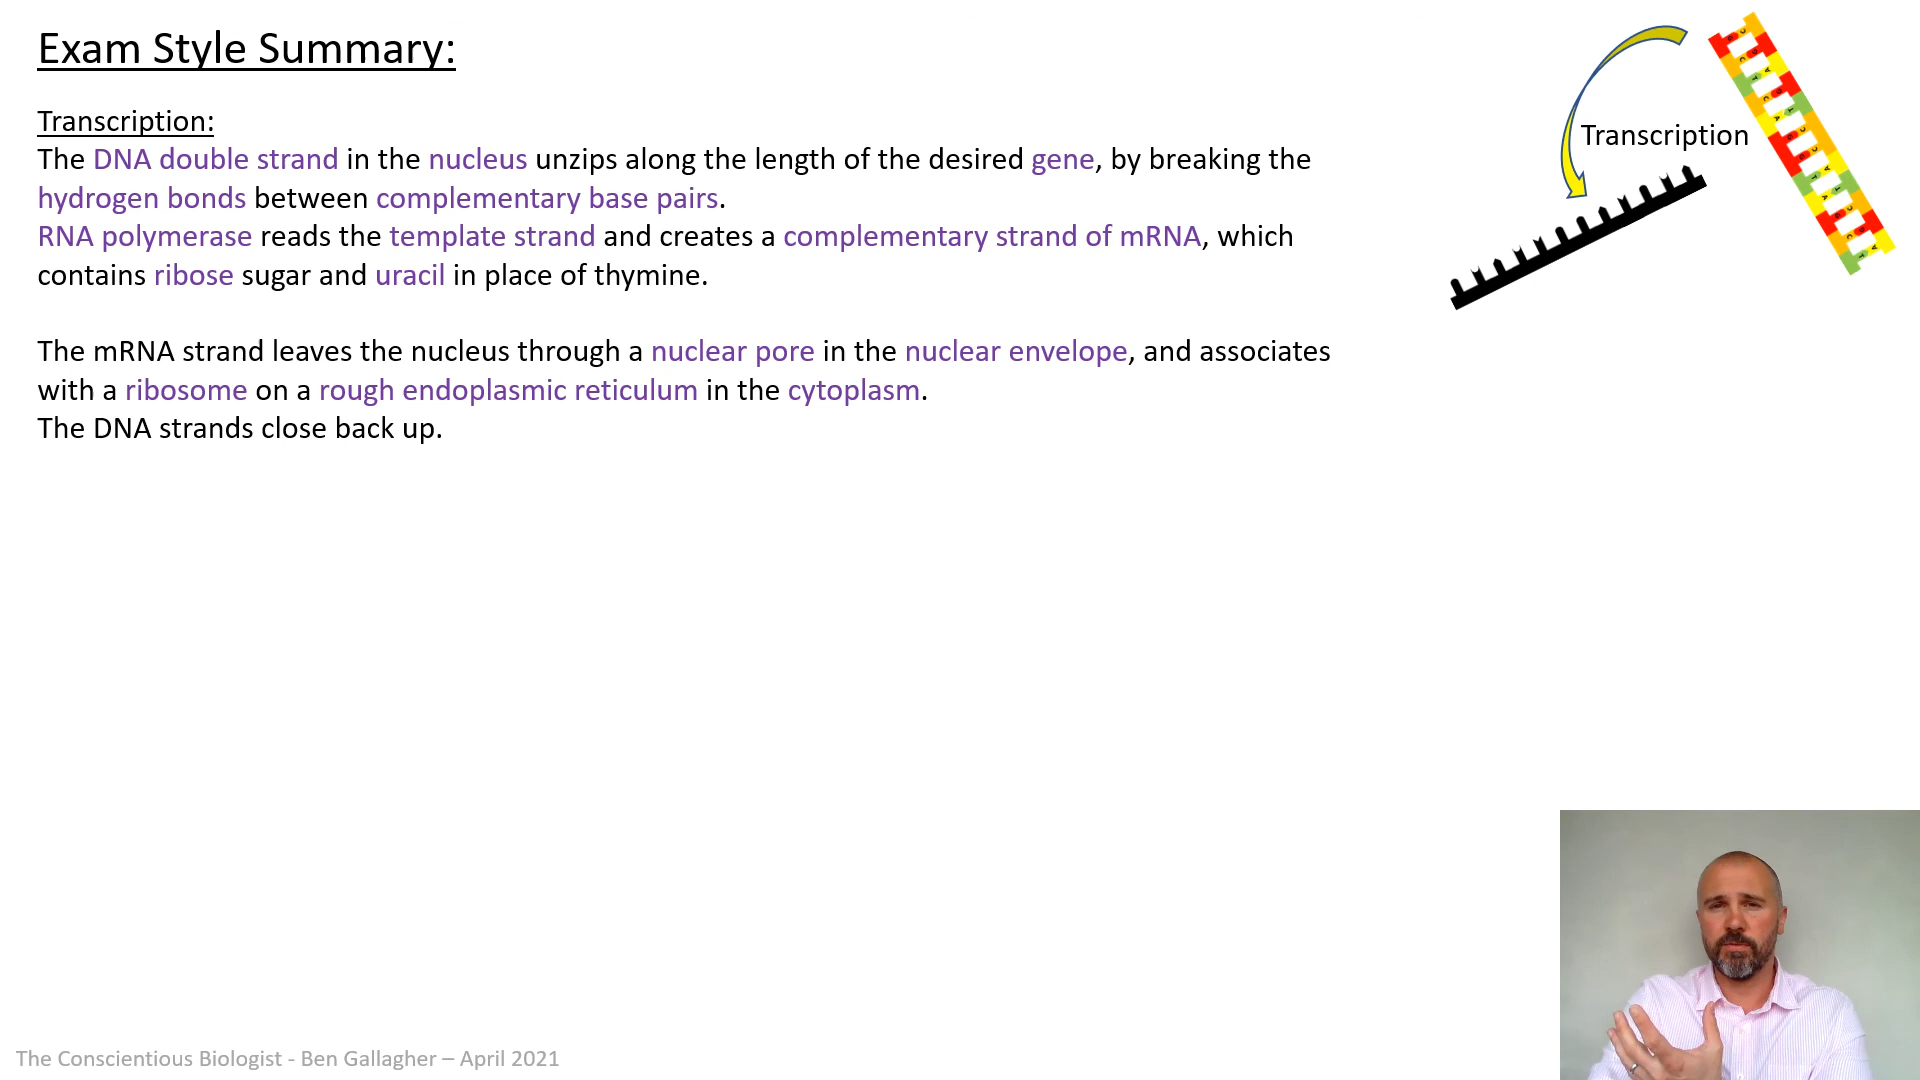 Exam Style Summary:
Transcription:
The DNA double strand in the nucleus unzips along the length of the desired gene, by breaking the
hydrogen bonds between complementary base pairs.
RNA polymerase reads the template strand and creates a complementary strand of mRNA, which
contains ribose sugar and uracil in place of thymine.
The mRNA strand leaves the nucleus through a nuclear pore in the nuclear envelope, and associates
with a ribosome on a rough endoplasmic reticulum in the cytoplasm.
The DNA strands close back up.
Transcription
The Conscientious Biologist - Ben Gallagher – April 2021